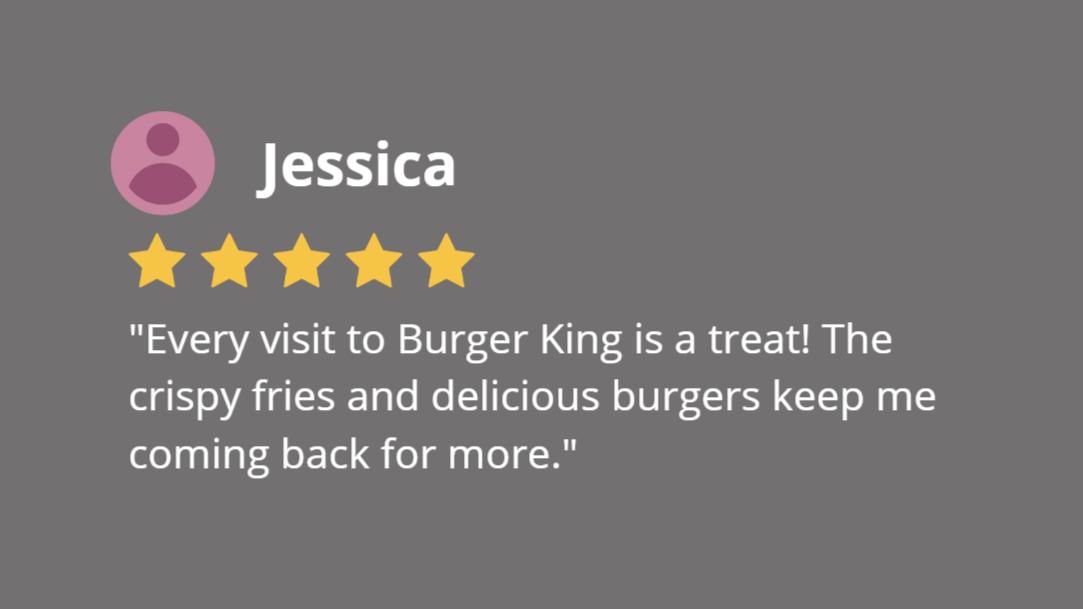 Jessica
"Every visit to Burger King is a treat! The
crispy fries and delicious burgers keep me
coming back for more."